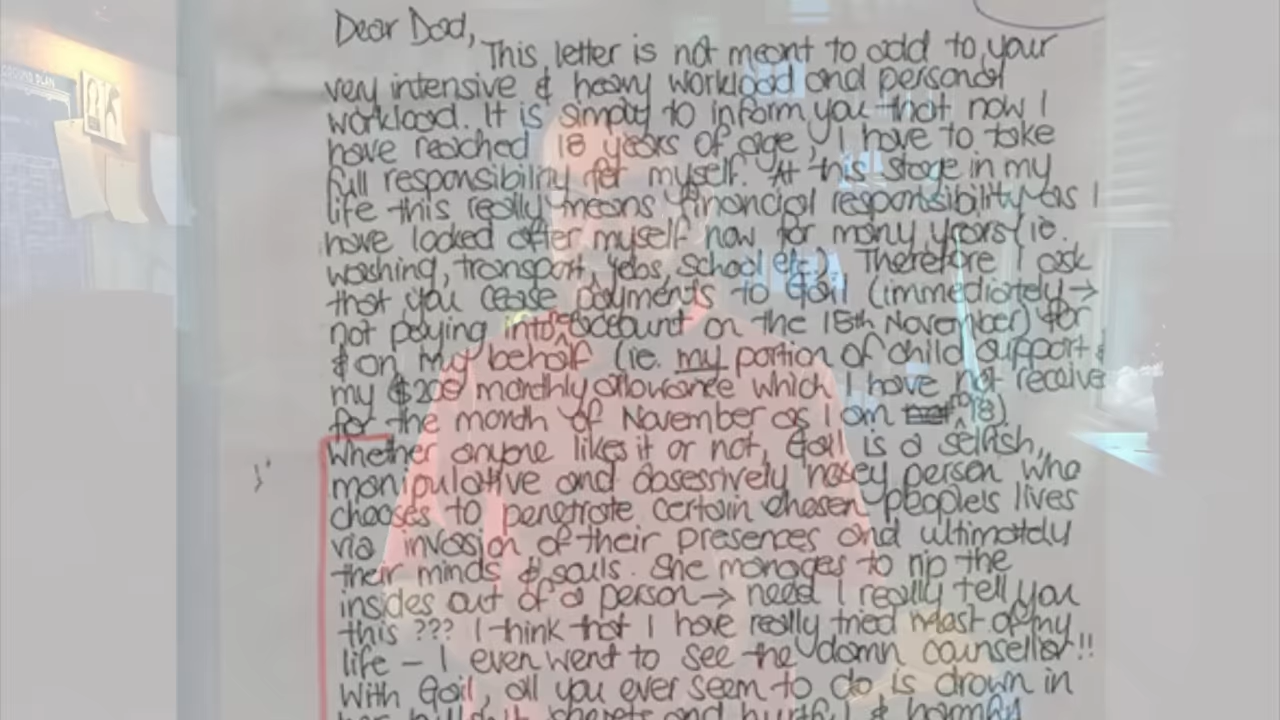 ROUND PLAN
Dear Dad,
This letter is not meant to add to your
very intensive & heavy workload and personal
workload. It is simply to inform you that now I
have reached 18 years of age, I have to take
full responsibility for myself. At this stage in my
life this really means financial responsibility as I
have looked after myself now for many years (ie.
washing, transport, jobs, school etc). Therefore I ask
that you cease payments to Gail (immediately →
not paying into account on the 15th November) for
& on my behalf (ie. my portion of child support &
my $200 monthly allowance which I have not receive
for the month of November as I am now 18).
Whether anyone likes it or not, Gail is a selfish,
manipulative and obsessively nosey person who
chooses to penetrate certain chosen people's lives
via invasion of their presences and ultimately
their minds & souls. She manages to rip the
insides out of a person → need I really tell you
this ??? I think that I have really tried most of my
life - I even went to see the damn counsellor!!
With Gail, all you ever seem to do is drown in
her and hurtful &